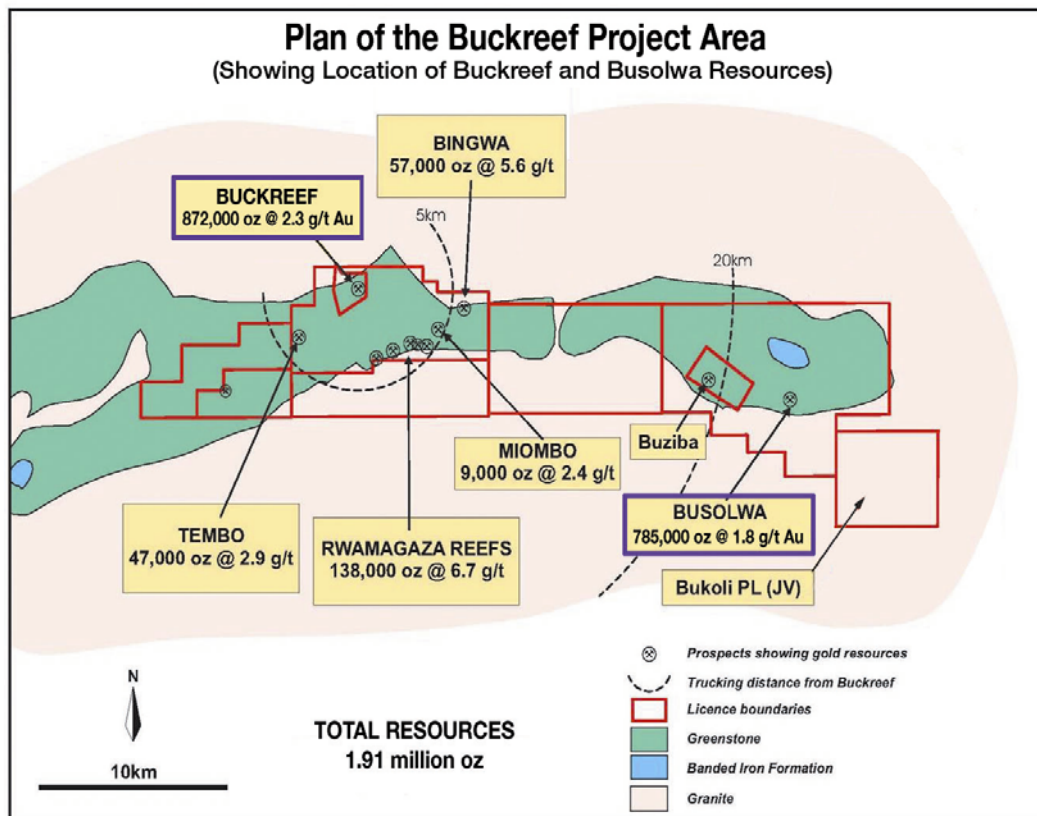 Plan of the Buckreef Project Area
(Showing Location of Buckreef and Busolwa Resources)
BINGWA
57,000 oz @ 5.6 g/t
BUCKREEF
872,000 oz @ 2.3 g/t Au
5km
20km
Buziba
MIOMBO
9,000 oz @ 2.4 g/t
TEMBO
47,000 oz @ 2.9 g/t
RWAMAGAZA REEFS
138,000 oz @ 6.7 g/t
BUSOLWA
785,000 oz @ 1.8 g/t Au
Bukoli PL (JV)
N
10km
TOTAL RESOURCES
1.91 million oz
Prospects showing gold resources
Trucking distance from Buckreef
Licence boundaries
Greenstone
Banded Iron Formation
Granite